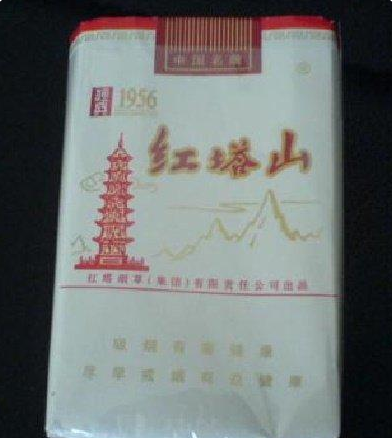 中国名牌
1956
红塔山
红塔烟草(集团)有限责任公司出品
吸烟有害健康
尽早戒烟有益健康